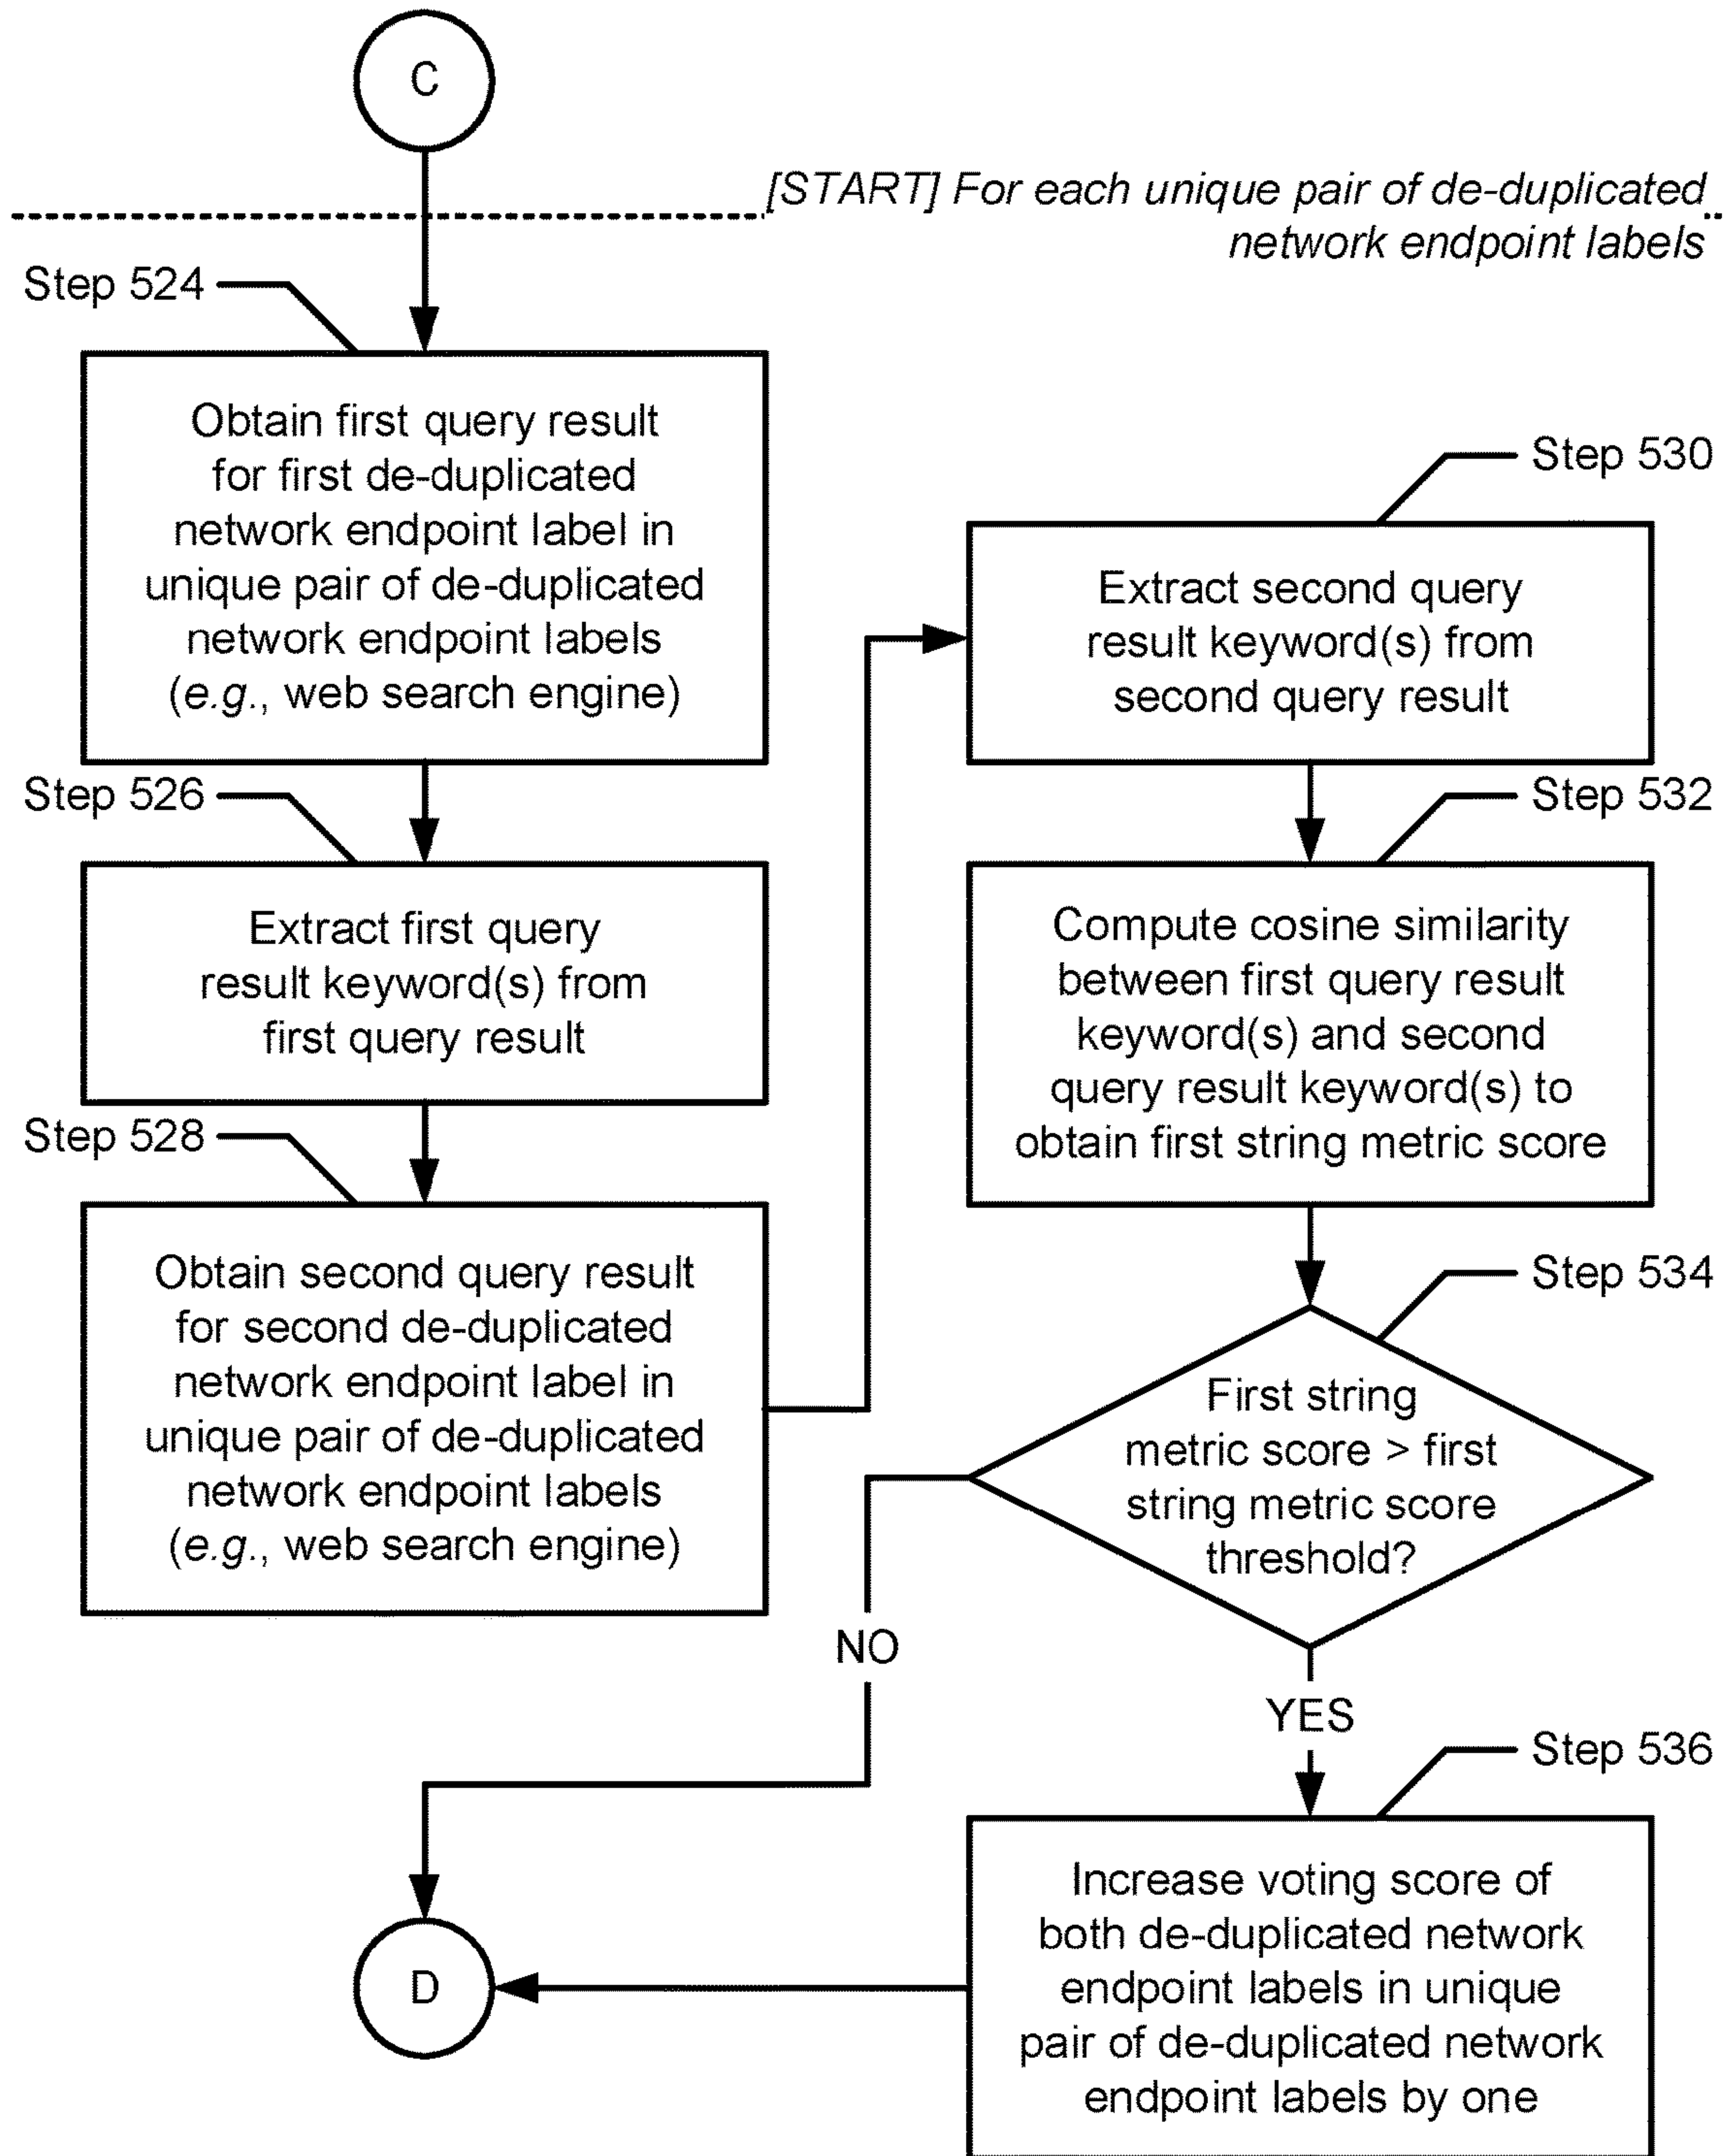 C
[START] For each unique pair of de-duplicated
network endpoint labels
Step 524
Obtain first query result
for first de-duplicated
network endpoint label in
unique pair of de-duplicated
network endpoint labels
(e.g., web search engine)
Step 526
Extract first query
result keyword(s) from
first query result
Step 528
Obtain second query result
for second de-duplicated
network endpoint label in
unique pair of de-duplicated
network endpoint labels
(e.g., web search engine)
Step 530
Extract second query
result keyword(s) from
second query result
Step 532
Compute cosine similarity
between first query result
keyword(s) and second
query result keyword(s) to
obtain first string metric score
Step 534
First string
metric score > first
string metric score
threshold?
NO
YES
Step 536
Increase voting score of
both de-duplicated network
endpoint labels in unique
pair of de-duplicated network
endpoint labels by one
D